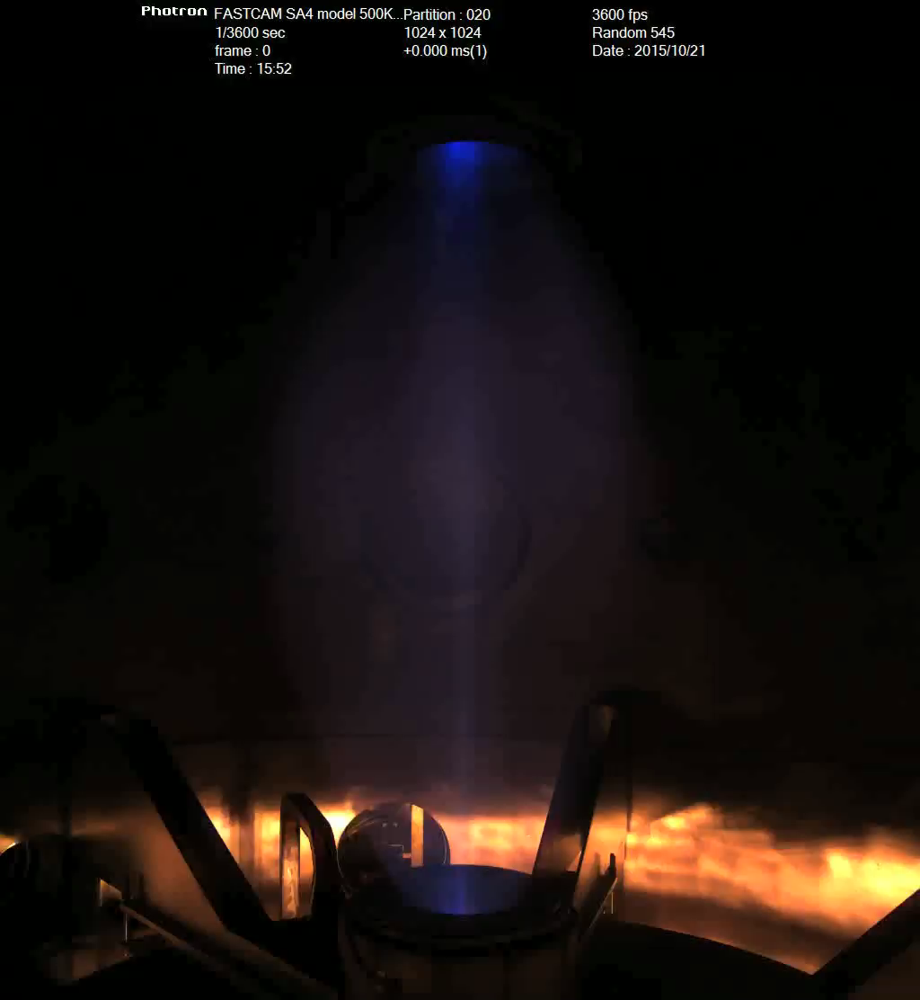 Photron FASTCAM SA4 model 500K... Partition : 020 3600 fps
1/3600 sec 1024 x 1024 Random 545
frame : 0 +0.000 ms(1) Date : 2015/10/21
Time : 15:52